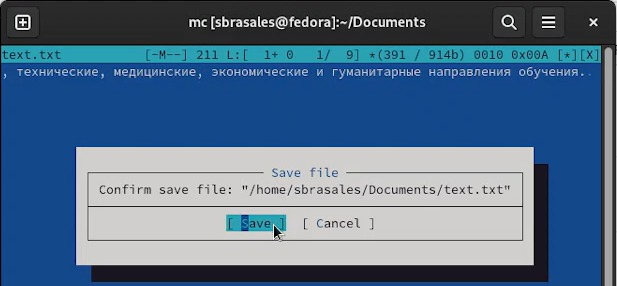 mc [sbrasales@fedora]:~/Documents
text.txt [-M--] 211 L:[ 1+ 0 1/ 9] *(391 / 914b) 0010 0x00A [*][X]
, технические, медицинские, экономические и гуманитарные направления обучения..
Save file
Confirm save file: "/home/sbrasales/Documents/text.txt"
[ Save ] [ Cancel ]